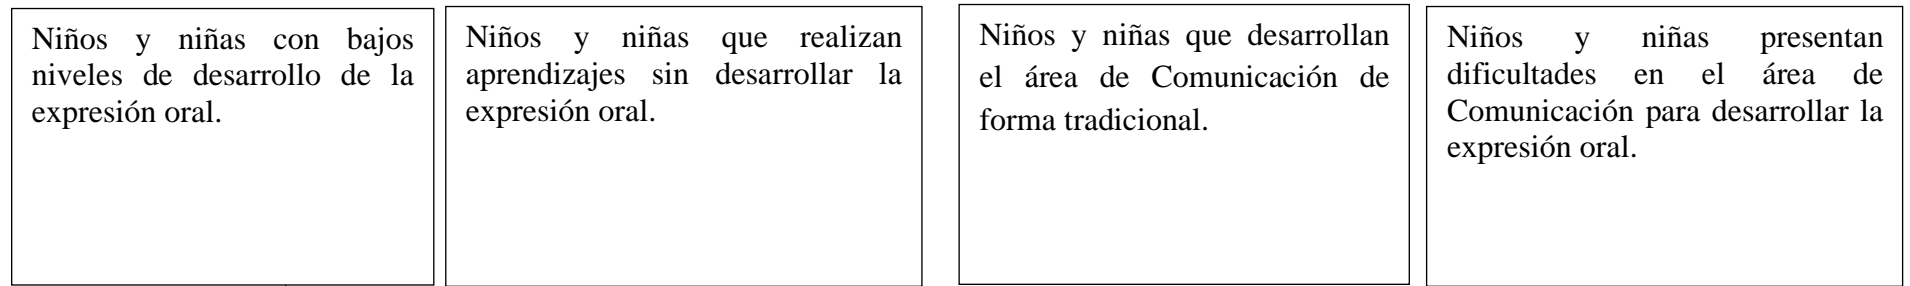 Niños y niñas con bajos
niveles de desarrollo de la
expresión oral.
Niños y niñas que realizan
aprendizajes sin desarrollar la
expresión oral.
Niños y niñas que desarrollan
el área de Comunicación de
forma tradicional.
Niños y niñas presentan
dificultades en el área de
Comunicación para desarrollar la
expresión oral.